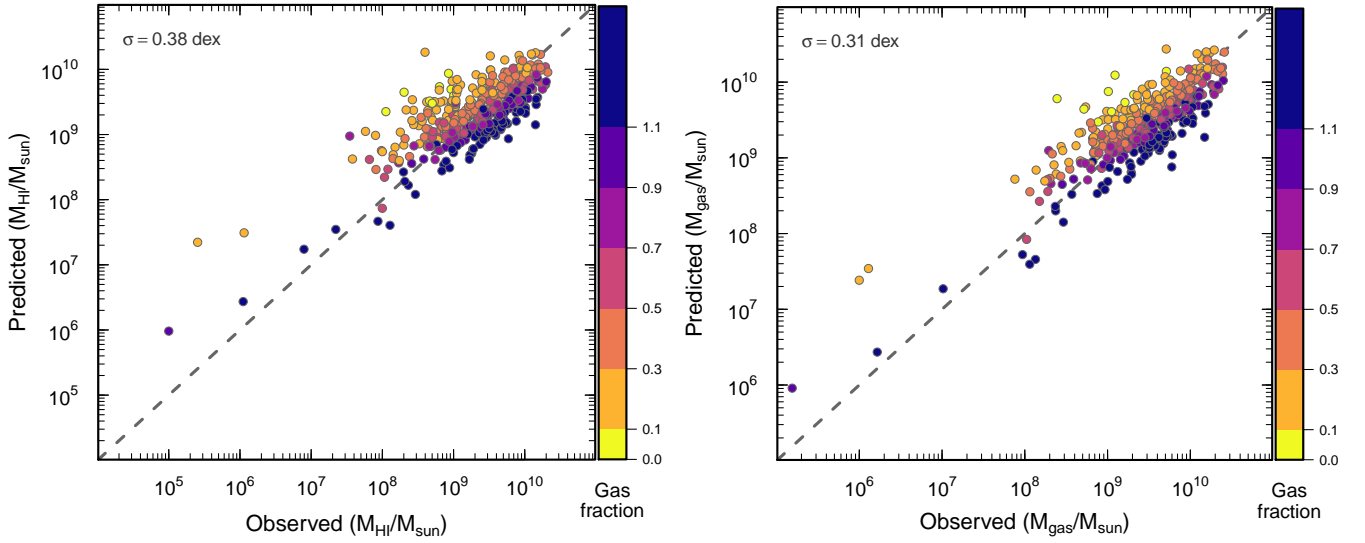 σ = 0.38 dex
Predicted (M_HI/M_sun)
10^10
10^9
10^8
10^7
10^6
10^5
10^5 10^6 10^7 10^8 10^9 10^10
Observed (M_HI/M_sun)
1.1
0.9
0.7
0.5
0.3
0.1
0.0
Gas
fraction
σ = 0.31 dex
Predicted (M_gas/M_sun)
10^10
10^9
10^8
10^7
10^6
10^6 10^7 10^8 10^9 10^10
Observed (M_gas/M_sun)
1.1
0.9
0.7
0.5
0.3
0.1
0.0
Gas
fraction